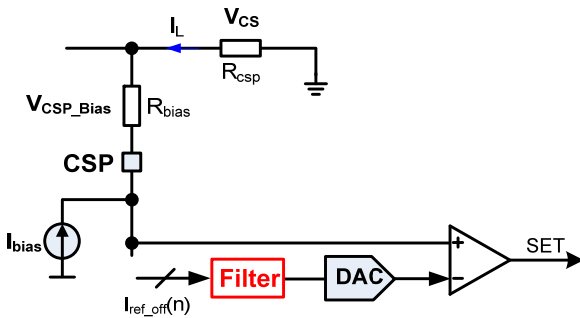 V_CS
I_L
R_csp
V_CSP_Bias
R_bias
CSP
I_bias
SET
Filter
DAC
I_ref_off(n)
+
−